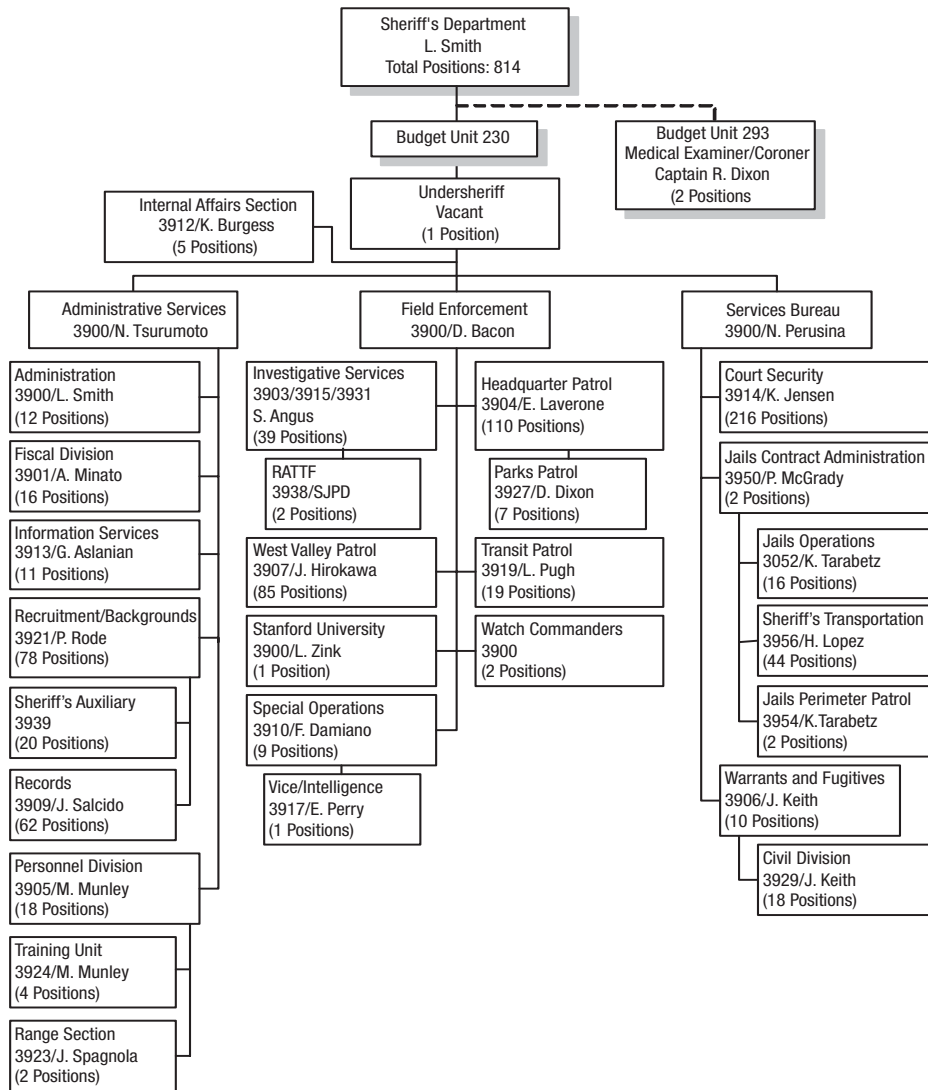 Sheriff's Department
L. Smith
Total Positions: 814
Budget Unit 230
Budget Unit 293
Medical Examiner/Coroner
Captain R. Dixon
(2 Positions
Undersheriff
Vacant
(1 Position)
Internal Affairs Section
3912/K. Burgess
(5 Positions)
Administrative Services
3900/N. Tsurumoto
Administration
3900/L. Smith
(12 Positions)
Fiscal Division
3901/A. Minato
(16 Positions)
Information Services
3913/G. Aslanian
(11 Positions)
Recruitment/Backgrounds
3921/P. Rode
(78 Positions)
Sheriff's Auxiliary
3939
(20 Positions)
Records
3909/J. Salcido
(62 Positions)
Personnel Division
3905/M. Munley
(18 Positions)
Training Unit
3924/M. Munley
(4 Positions)
Range Section
3923/J. Spagnola
(2 Positions)
Field Enforcement
3900/D. Bacon
Investigative Services
3903/3915/3931
S. Angus
(39 Positions)
RATTF
3938/SJPD
(2 Positions)
West Valley Patrol
3907/J. Hirokawa
(85 Positions)
Stanford University
3900/L. Zink
(1 Position)
Special Operations
3910/F. Damiano
(9 Positions)
Vice/Intelligence
3917/E. Perry
(1 Positions)
Headquarter Patrol
3904/E. Laverone
(110 Positions)
Parks Patrol
3927/D. Dixon
(7 Positions)
Transit Patrol
3919/L. Pugh
(19 Positions)
Watch Commanders
3900
(2 Positions)
Services Bureau
3900/N. Perusina
Court Security
3914/K. Jensen
(216 Positions)
Jails Contract Administration
3950/P. McGrady
(2 Positions)
Jails Operations
3052/K. Tarabetz
(16 Positions)
Sheriff's Transportation
3956/H. Lopez
(44 Positions)
Jails Perimeter Patrol
3954/K.Tarabetz
(2 Positions)
Warrants and Fugitives
3906/J. Keith
(10 Positions)
Civil Division
3929/J. Keith
(18 Positions)